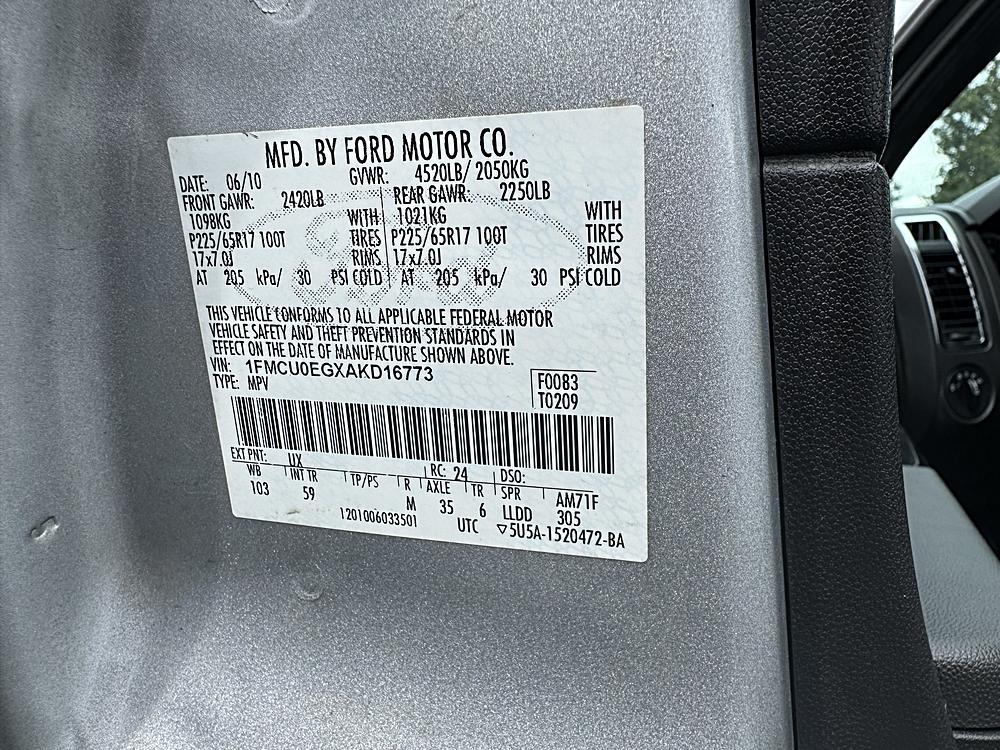 MFD. BY FORD MOTOR CO.
DATE: 06/10 GVWR: 4520LB/ 2050KG
FRONT GAWR: 2420LB REAR GAWR: 2250LB
1098KG WITH 1021KG WITH
P225/65R17 100T TIRES P225/65R17 100T TIRES
17x7.0J RIMS 17x7.0J RIMS
AT 205 kPa/ 30 PSI COLD AT 205 kPa/ 30 PSI COLD
THIS VEHICLE CONFORMS TO ALL APPLICABLE FEDERAL MOTOR
VEHICLE SAFETY AND THEFT PREVENTION STANDARDS IN
EFFECT ON THE DATE OF MANUFACTURE SHOWN ABOVE.
VIN: 1FMCU0EGXAKD16773
TYPE: MPV
F0083
T0209
EXT PNT: UX RC: 24 DSO:
WB INT TR TP/PS R AXLE TR SPR AM71F
103 59 M 35 6 LLDD 305
1201006033501 UTC ▽5U5A-1520472-BA